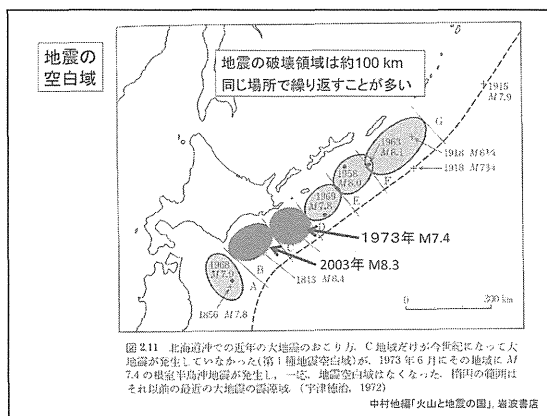 地震の
空白域
地震の破壊領域は約100 km
同じ場所で繰り返すことが多い
1915
M7.9
G
1963
M8.1
1918 M8¾
1918 M7¾
1958
M8.0
F
E
1969
M7.8
D
1973年 M7.4
2003年 M8.3
B
1843 M8.4
1968
M7.9
A
1856 M7.8
0 300 km
図2.11 北海道沖での近年の大地震のおこり方. C地域だけが今世紀になって大
地震が発生していなかった(第1種地震空白域)が, 1973年6月にその地域にM
7.4の根室半島沖地震が発生し, 一応, 地震空白域はなくなった. 楕円の範囲は
それ以前の最近の大地震の震源域. (宇津徳治, 1972)
中村他編「火山と地震の国」, 岩波書店